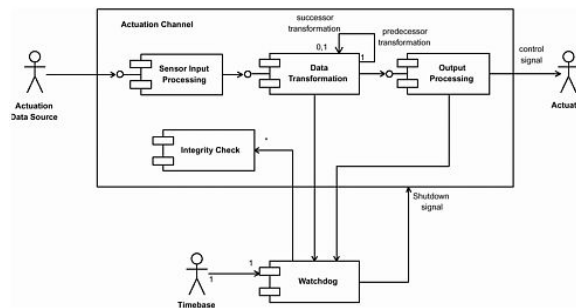 Actuation Channel
successor
transformation
predecessor
transformation
0,1
1
control
signal
Sensor Input
Processing
Data
Transformation
Output
Processing
Actuation
Data Source
Integrity Check
*
Shutdown
signal
1
1
Watchdog
Timebase